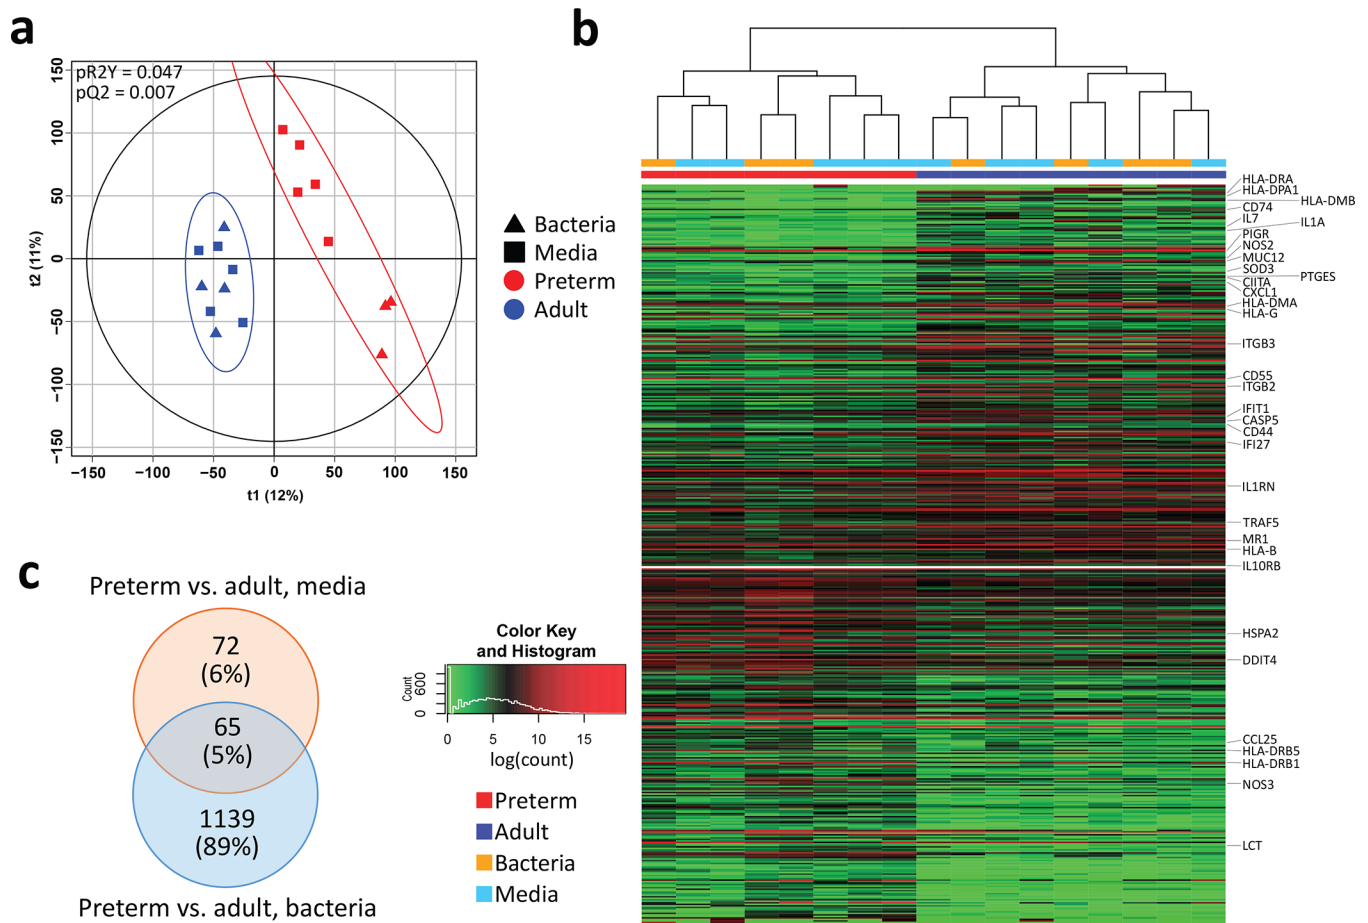 a
pR2Y = 0.047
pQ2 = 0.007
150
100
50
0
−50
−100
−150
t2 (11%)
−150
−100
−50
0
50
100
150
t1 (12%)
Bacteria
Media
Preterm
Adult
b
HLA-DRA
HLA-DPA1
HLA-DMB
CD74
IL7
IL1A
PIGR
NOS2
MUC12
SOD3
PTGES
CIITA
CXCL1
HLA-DMA
HLA-G
ITGB3
CD55
ITGB2
IFIT1
CASP5
CD44
IFI27
IL1RN
TRAF5
MR1
HLA-B
IL10RB
HSPA2
DDIT4
CCL25
HLA-DRB5
HLA-DRB1
NOS3
LCT
c
Preterm vs. adult, media
72
(6%)
65
(5%)
1139
(89%)
Preterm vs. adult, bacteria
Color Key
and Histogram
Count
600
0
0
5
10
15
log(count)
Preterm
Adult
Bacteria
Media